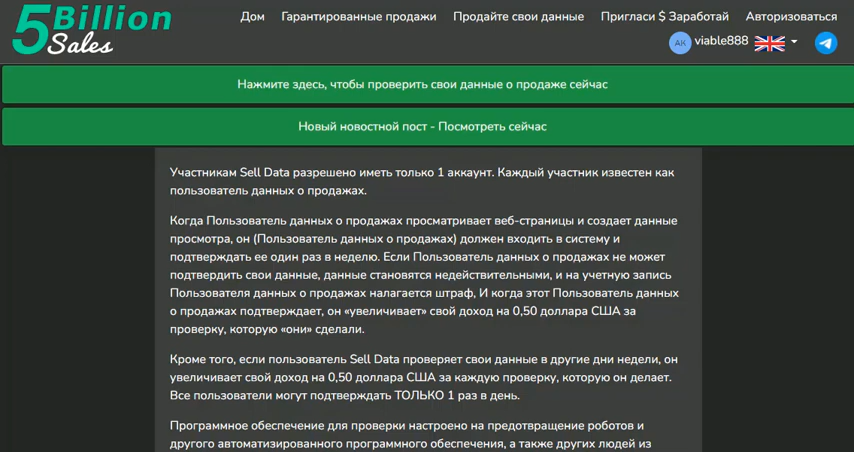 5 Billion
Sales
Дом Гарантированные продажи Продайте свои данные Пригласи $ Заработай Авторизоваться
АК viable888
Нажмите здесь, чтобы проверить свои данные о продаже сейчас
Новый новостной пост - Посмотреть сейчас
Участникам Sell Data разрешено иметь только 1 аккаунт. Каждый участник известен как
пользователь данных о продажах.
Когда Пользователь данных о продажах просматривает веб-страницы и создает данные
просмотра, он (Пользователь данных о продажах) должен входить в систему и
подтверждать ее один раз в неделю. Если Пользователь данных о продажах не может
подтвердить свои данные, данные становятся недействительными, и на учетную запись
Пользователя данных о продажах налагается штраф, И когда этот Пользователь данных
о продажах подтверждает, он «увеличивает» свой доход на 0,50 доллара США за
проверку, которую «они» сделали.
Кроме того, если пользователь Sell Data проверяет свои данные в другие дни недели, он
увеличивает свой доход на 0,50 доллара США за каждую проверку, которую он делает.
Все пользователи могут подтверждать ТОЛЬКО 1 раз в день.
Программное обеспечение для проверки настроено на предотвращение роботов и
другого автоматизированного программного обеспечения, а также других людей из